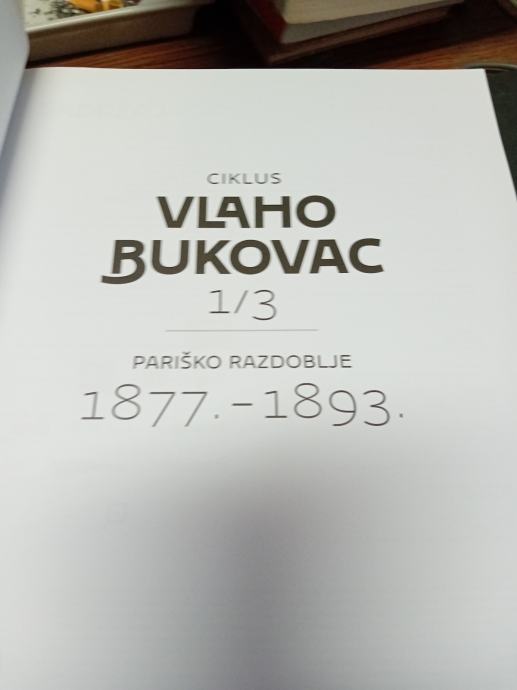 CIKLUS
VLAHO
BUKOVAC
1/3
PARIŠKO RAZDOBLJE
1877. – 1893.